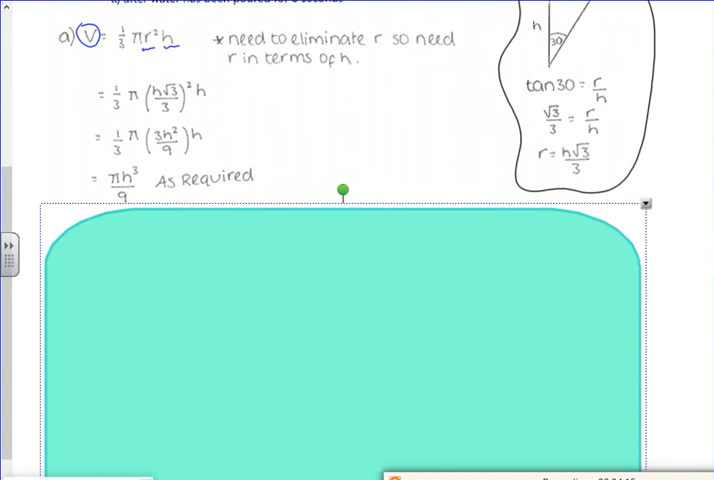 a) V = 1/3 πr²h   * need to eliminate r so need
r in terms of h.
= 1/3 π (h√3/3)² h
= 1/3 π (3h²/9) h
= πh³/9 As Required
h
30
tan30 = r/h
√3/3 = r/h
r = h√3/3